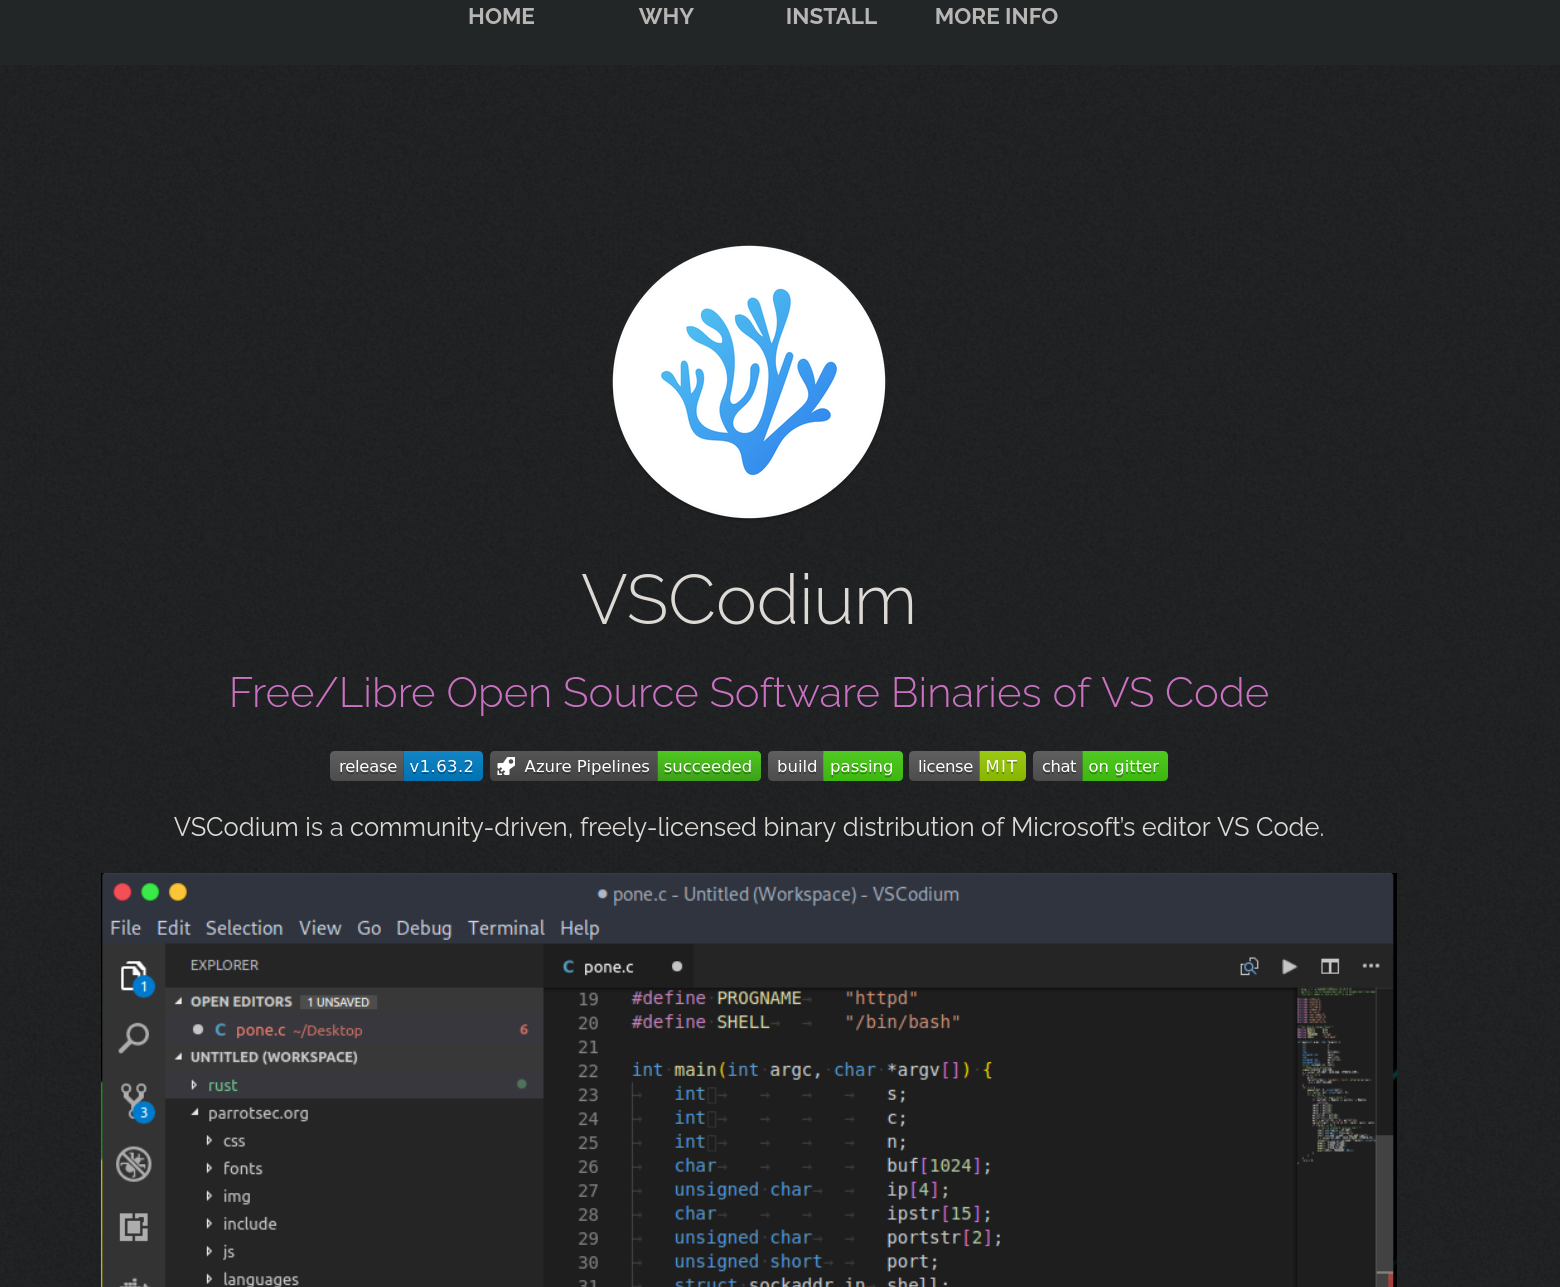 HOME WHY INSTALL MORE INFO
VSCodium
Free/Libre Open Source Software Binaries of VS Code
release v1.63.2 Azure Pipelines succeeded build passing license MIT chat on gitter
VSCodium is a community-driven, freely-licensed binary distribution of Microsoft’s editor VS Code.
pone.c - Untitled (Workspace) - VSCodium
File Edit Selection View Go Debug Terminal Help
1
3
EXPLORER
OPEN EDITORS 1 UNSAVED
C pone.c ~/Desktop 6
UNTITLED (WORKSPACE)
rust
parrotsec.org
css
fonts
img
include
js
languages
C pone.c
19 #define PROGNAME "httpd"
20 #define SHELL "/bin/bash"
21
22 int main(int argc, char *argv[]) {
23 int s;
24 int c;
25 int n;
26 char buf[1024];
27 unsigned char ip[4];
28 char ipstr[15];
29 unsigned char portstr[2];
30 unsigned short port;
31 struct sockaddr_in shell;